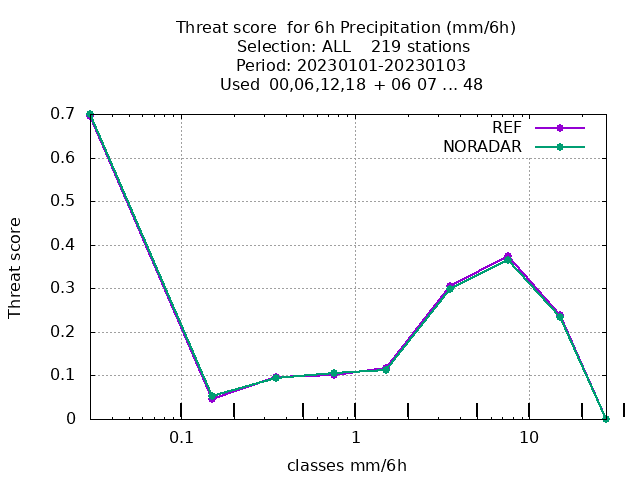 Threat score  for 6h Precipitation (mm/6h)
Selection: ALL    219 stations
Period: 20230101-20230103
Used  00,06,12,18  + 06 07 ... 48
REF
NORADAR
0.7
0.6
0.5
0.4
0.3
0.2
0.1
0
Threat score
0.1
1
10
classes mm/6h